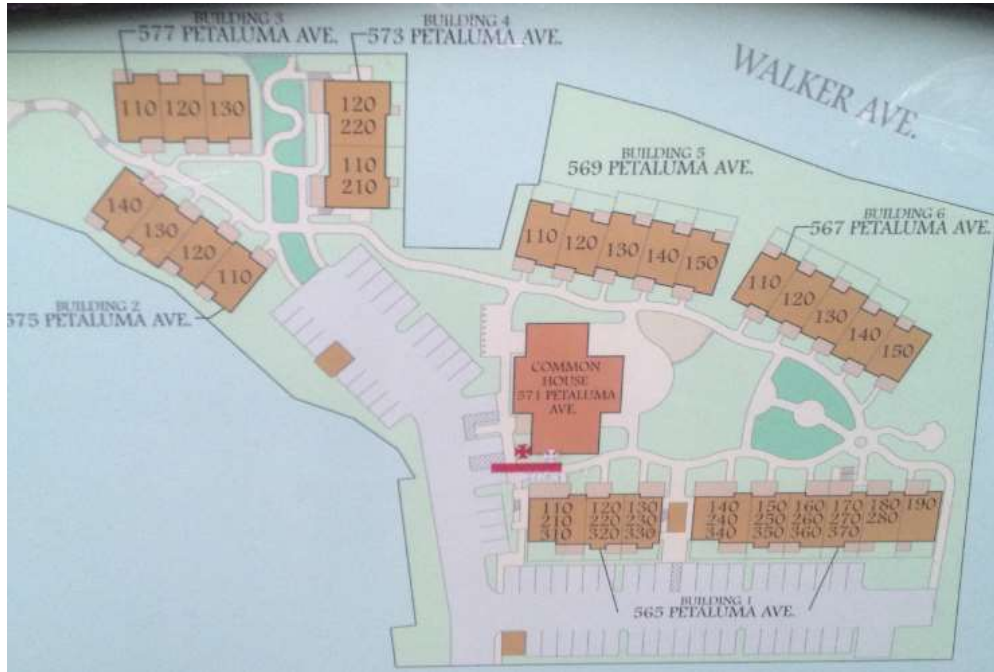 BUILDING 3
577 PETALUMA AVE.
BUILDING 4
573 PETALUMA AVE.
WALKER AVE.
110 120 130
120
220
110
210
BUILDING 5
569 PETALUMA AVE.
BUILDING 6
567 PETALUMA AVE.
140
130
120
110
110 120 130 140 150
110
120
130
140
150
BUILDING 2
575 PETALUMA AVE.
COMMON
HOUSE
571 PETALUMA
AVE.
110 120 130
210 220 230
310 320 330
140 150 160 170 180 190
240 250 260 270 280
340 350 360 370
BUILDING 1
565 PETALUMA AVE.